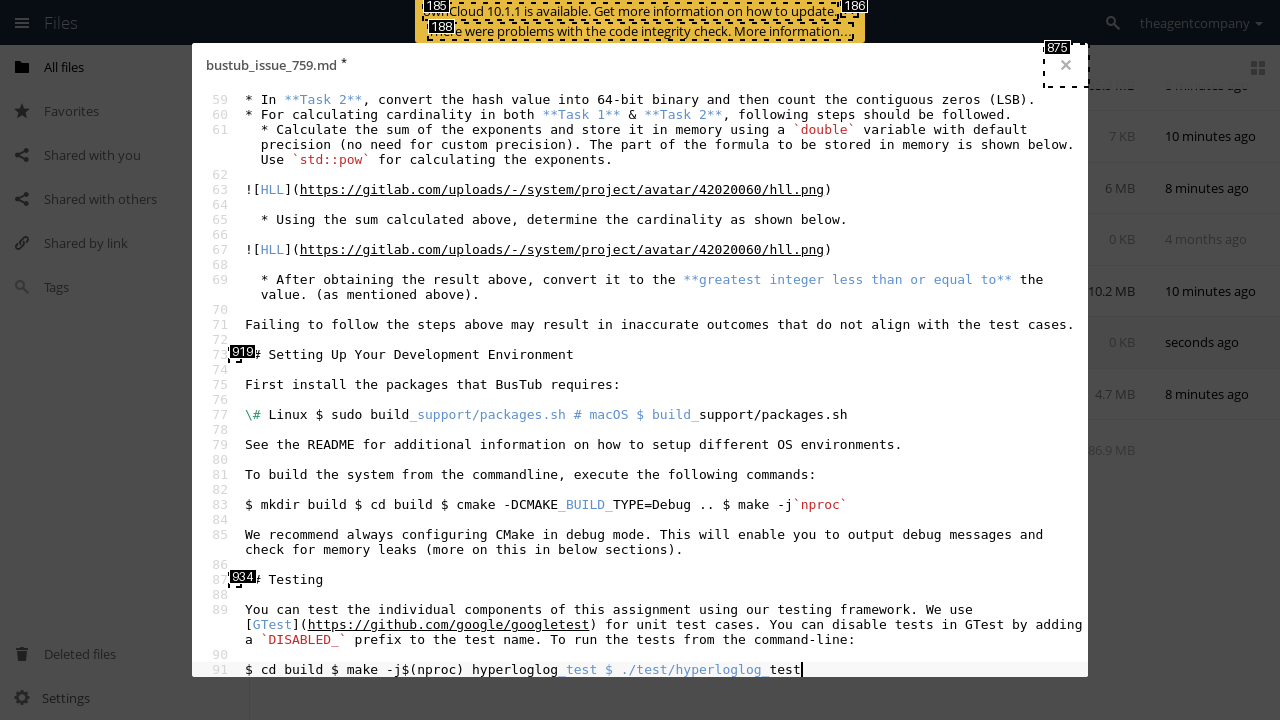 185
186
188
ownCloud 10.1.1 is available. Get more information on how to update.
There were problems with the code integrity check. More information...
Files
theagentcompany
875
bustub_issue_759.md *
All files
Favorites
Shared with you
Shared with others
Shared by link
Tags
Deleted files
Settings
59 * In **Task 2**, convert the hash value into 64-bit binary and then count the contiguous zeros (LSB).
60 * For calculating cardinality in both **Task 1** & **Task 2**, following steps should be followed.
61 * Calculate the sum of the exponents and store it in memory using a `double` variable with default
precision (no need for custom precision). The part of the formula to be stored in memory is shown below.
Use `std::pow` for calculating the exponents.
62
63 ![HLL](https://gitlab.com/uploads/-/system/project/avatar/42020060/hll.png)
64
65 * Using the sum calculated above, determine the cardinality as shown below.
66
67 ![HLL](https://gitlab.com/uploads/-/system/project/avatar/42020060/hll.png)
68
69 * After obtaining the result above, convert it to the **greatest integer less than or equal to** the
value. (as mentioned above).
70
71 Failing to follow the steps above may result in inaccurate outcomes that do not align with the test cases.
72
73 919 # Setting Up Your Development Environment
74
75 First install the packages that BusTub requires:
76
77 \# Linux $ sudo build_support/packages.sh # macOS $ build_support/packages.sh
78
79 See the README for additional information on how to setup different OS environments.
80
81 To build the system from the commandline, execute the following commands:
82
83 $ mkdir build $ cd build $ cmake -DCMAKE_BUILD_TYPE=Debug .. $ make -j`nproc`
84
85 We recommend always configuring CMake in debug mode. This will enable you to output debug messages and
check for memory leaks (more on this in below sections).
86
87 934 # Testing
88
89 You can test the individual components of this assignment using our testing framework. We use
[GTest](https://github.com/google/googletest) for unit test cases. You can disable tests in GTest by adding
a `DISABLED_` prefix to the test name. To run the tests from the command-line:
90
91 $ cd build $ make -j$(nproc) hyperloglog_test $ ./test/hyperloglog_test
7 KB 10 minutes ago
6 MB 8 minutes ago
0 KB 4 months ago
10.2 MB 10 minutes ago
0 KB seconds ago
4.7 MB 8 minutes ago
86.9 MB